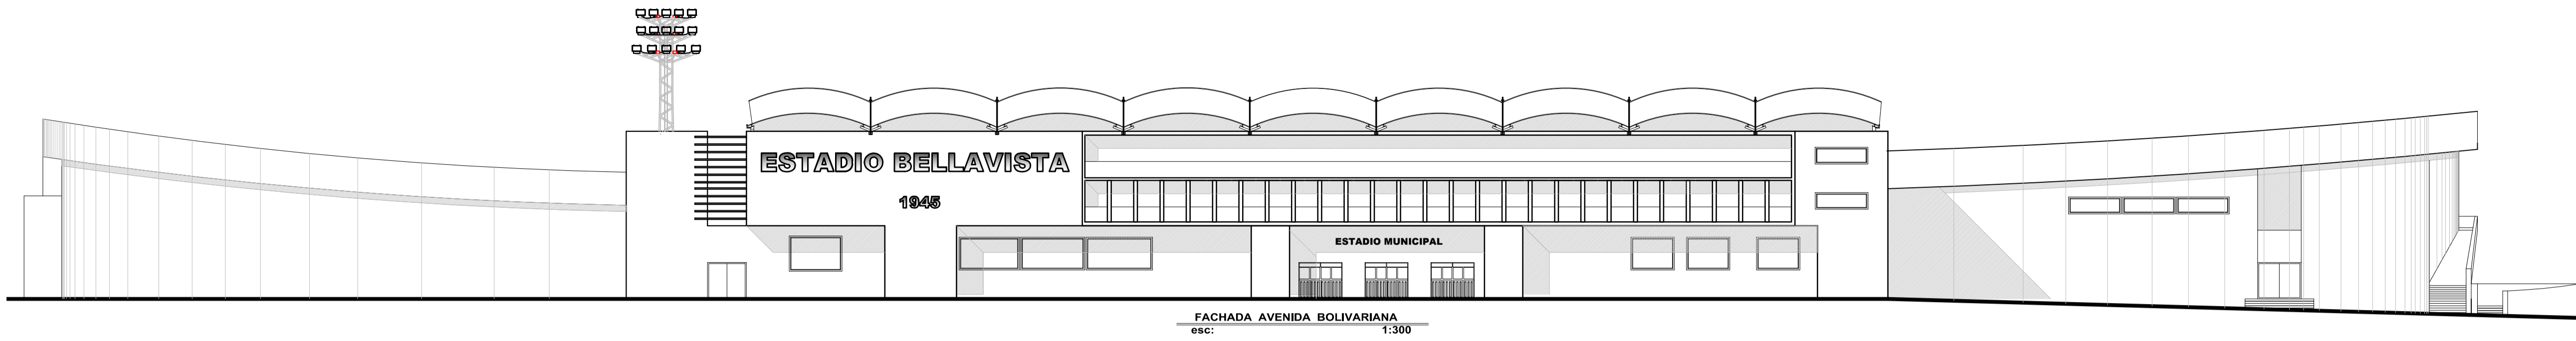 ESTADIO BELLAVISTA
1945
ESTADIO MUNICIPAL
FACHADA AVENIDA BOLIVARIANA
esc: 1:300